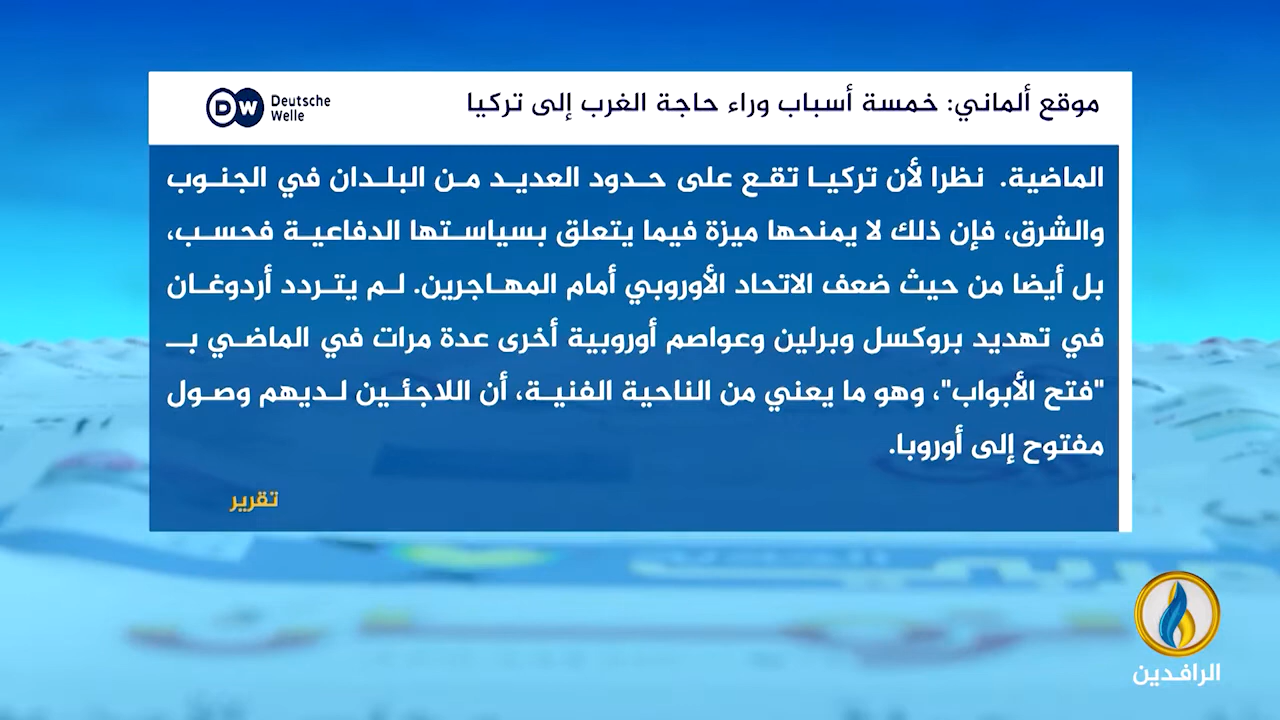 موقع ألماني: خمسة أسباب وراء حاجة الغرب إلى تركيا
DW Deutsche
Welle
الماضية. نظرا لأن تركيا تقع على حدود العديد من البلدان في الجنوب
والشرق، فإن ذلك لا يمنحها ميزة فيما يتعلق بسياستها الدفاعية فحسب،
بل أيضا من حيث ضعف الاتحاد الأوروبي أمام المهاجرين. لم يتردد أردوغان
في تهديد بروكسل وبرلين وعواصم أوروبية أخرى عدة مرات في الماضي بـ
"فتح الأبواب"، وهو ما يعني من الناحية الفنية، أن اللاجئين لديهم وصول
مفتوح إلى أوروبا.
تقرير
الرافدين